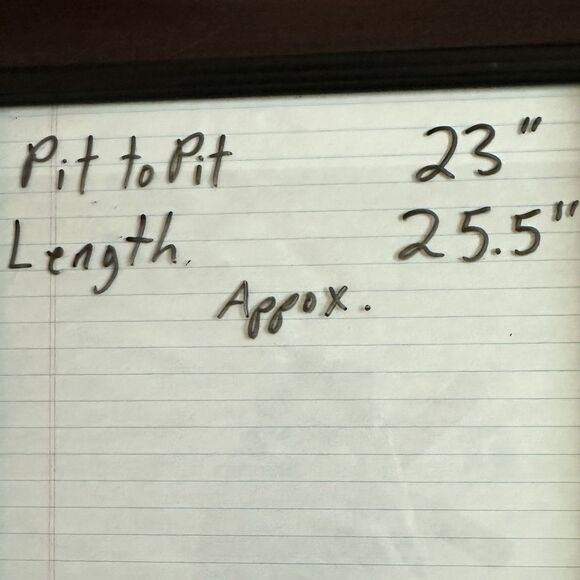 Pit to Pit 23"
Length. 25.5"
Appox.